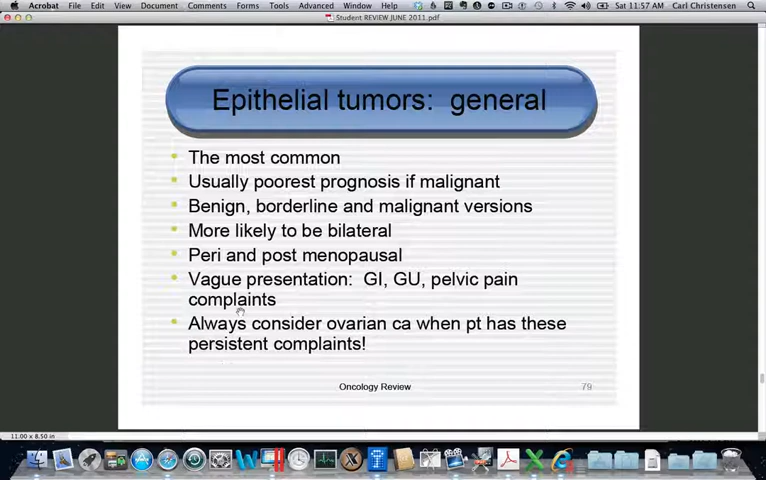 Acrobat File Edit View Document Comments Forms Tools Advanced Window Help Sat 11:57 AM Carl Christensen
Student REVIEW JUNE 2011.pdf
Epithelial tumors: general
The most common
Usually poorest prognosis if malignant
Benign, borderline and malignant versions
More likely to be bilateral
Peri and post menopausal
Vague presentation: GI, GU, pelvic pain
complaints
Always consider ovarian ca when pt has these
persistent complaints!
Oncology Review 79
11.00 x 8.50 in